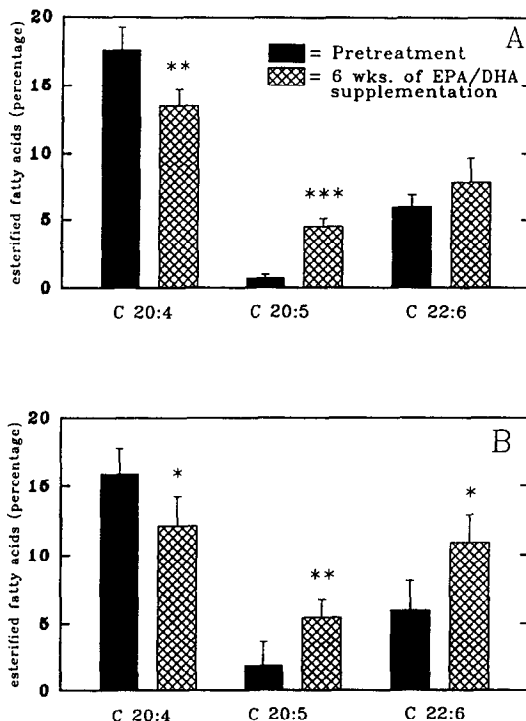 20
15
10
5
0
esterified fatty acids (percentage)
A
= Pretreatment
= 6 wks. of EPA/DHA
supplementation
**
***
C 20:4
C 20:5
C 22:6
20
15
10
5
0
esterified fatty acids (percentage)
B
*
**
*
C 20:4
C 20:5
C 22:6